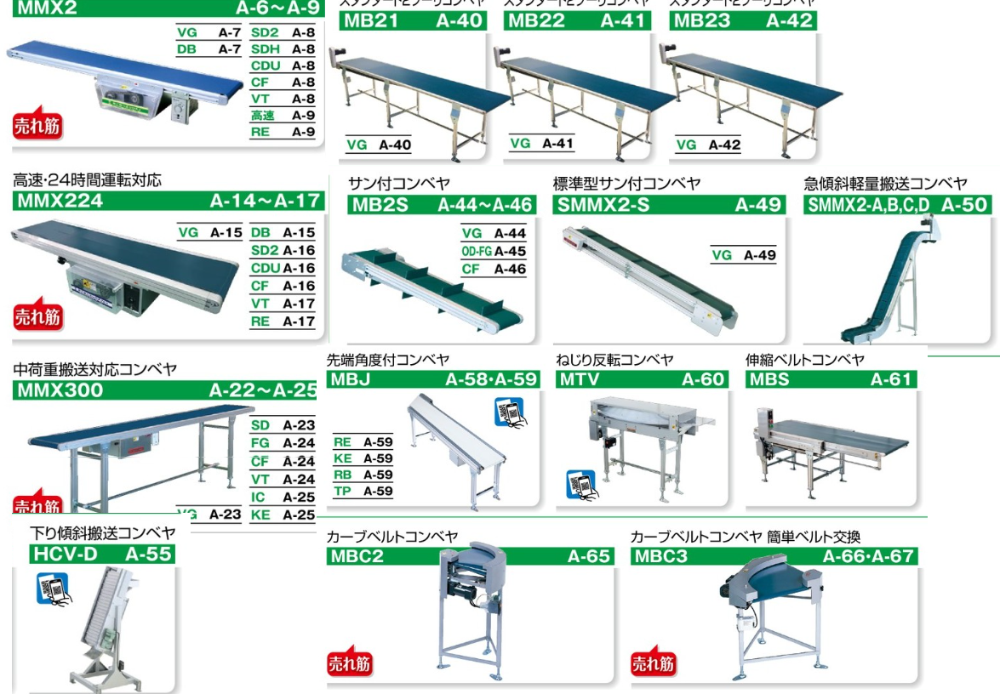 MMX2 A-6～A-9
VG A-7
DB A-7
SD2 A-8
SDH A-8
CDU A-8
CF A-8
VT A-8
高速 A-9
RE A-9
売れ筋
MB21 A-40
VG A-40
MB22 A-41
VG A-41
MB23 A-42
VG A-42
高速・24時間運転対応
MMX224 A-14～A-17
VG A-15
DB A-15
SD2 A-16
CDU A-16
CF A-16
VT A-17
RE A-17
売れ筋
サン付コンベヤ
MB2S A-44～A-46
VG A-44
OD-FG A-45
CF A-46
標準型サン付コンベヤ
SMMX2-S A-49
VG A-49
急傾斜軽量搬送コンベヤ
SMMX2-A,B,C,D A-50
中荷重搬送対応コンベヤ
MMX300 A-22～A-25
SD A-23
FG A-24
CF A-24
VT A-24
IC A-25
VG A-23
KE A-25
売れ筋
先端角度付コンベヤ
MBJ A-58・A-59
RE A-59
KE A-59
RB A-59
TP A-59
ねじり反転コンベヤ
MTV A-60
伸縮ベルトコンベヤ
MBS A-61
下り傾斜搬送コンベヤ
HCV-D A-55
カーブベルトコンベヤ
MBC2 A-65
売れ筋
カーブベルトコンベヤ 簡単ベルト交換
MBC3 A-66・A-67
売れ筋